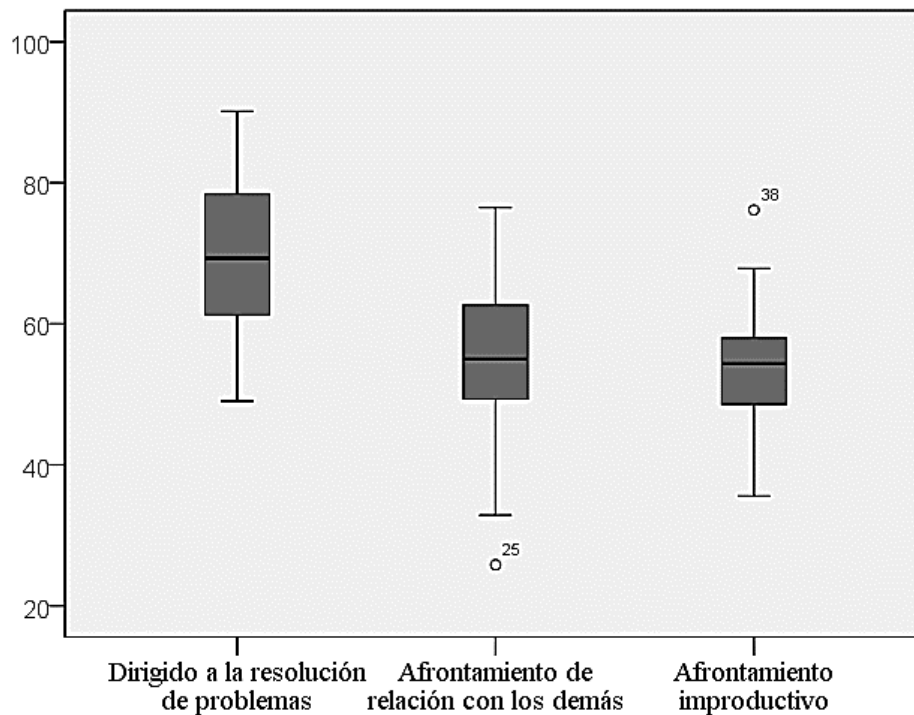 100
80
60
40
20
38
25
Dirigido a la resolución
de problemas
Afrontamiento de
relación con los demás
Afrontamiento
improductivo